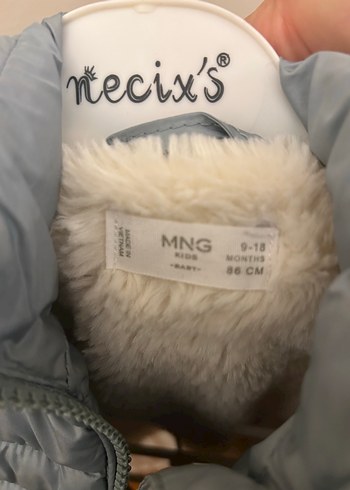 necix's®
MADE IN
VIETNAM
MNG
KIDS
•BABY•
9-18
MONTHS
86 CM